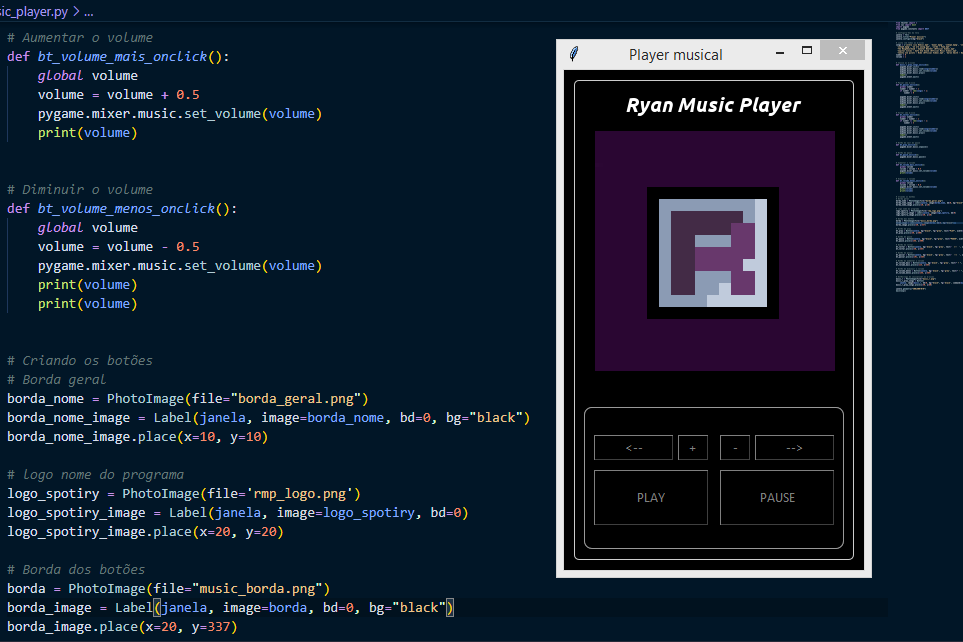 ic_player.py > ...
# Aumentar o volume
def bt_volume_mais_onclick():
global volume
volume = volume + 0.5
pygame.mixer.music.set_volume(volume)
print(volume)
# Diminuir o volume
def bt_volume_menos_onclick():
global volume
volume = volume - 0.5
pygame.mixer.music.set_volume(volume)
print(volume)
print(volume)
# Criando os botões
# Borda geral
borda_nome = PhotoImage(file="borda_geral.png")
borda_nome_image = Label(janela, image=borda_nome, bd=0, bg="black")
borda_nome_image.place(x=10, y=10)
# Logo nome do programa
logo_spotiry = PhotoImage(file='rmp_logo.png')
logo_spotiry_image = Label(janela, image=logo_spotiry, bd=0)
logo_spotiry_image.place(x=20, y=20)
# Borda dos botões
borda = PhotoImage(file="music_borda.png")
borda_image = Label(janela, image=borda, bd=0, bg="black")
borda_image.place(x=20, y=337)
Player musical
Ryan Music Player
R
<-- + - -->
PLAY PAUSE